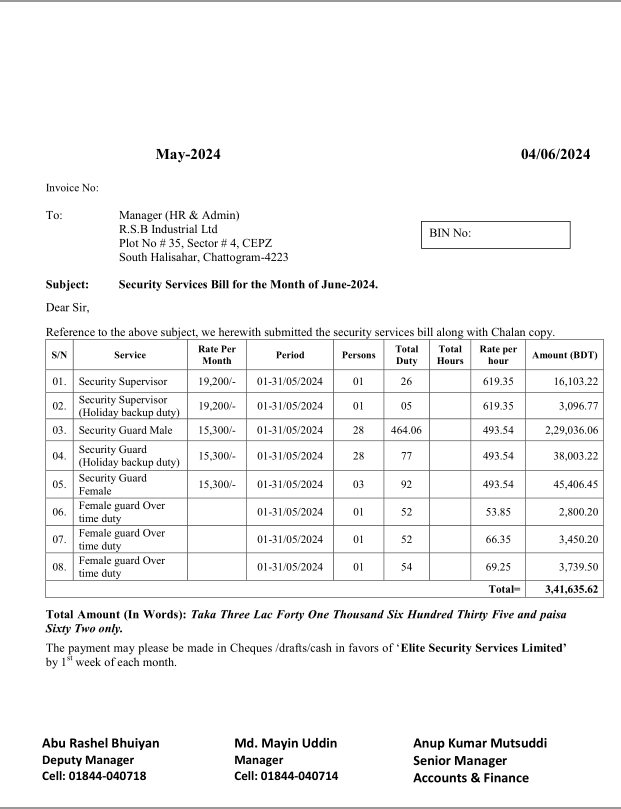 May-2024 04/06/2024
Invoice No:
To: Manager (HR & Admin)
R.S.B Industrial Ltd
Plot No # 35, Sector # 4, CEPZ
South Halisahar, Chattogram-4223
BIN No:
Subject: Security Services Bill for the Month of June-2024.
Dear Sir,
Reference to the above subject, we herewith submitted the security services bill along with Chalan copy.
S/N Service Rate Per Month Period Persons Total Duty Total Hours Rate per hour Amount (BDT)
01. Security Supervisor 19,200/- 01-31/05/2024 01 26 619.35 16,103.22
02. Security Supervisor (Holiday backup duty) 19,200/- 01-31/05/2024 01 05 619.35 3,096.77
03. Security Guard Male 15,300/- 01-31/05/2024 28 464.06 493.54 2,29,036.06
04. Security Guard (Holiday backup duty) 15,300/- 01-31/05/2024 28 77 493.54 38,003.22
05. Security Guard Female 15,300/- 01-31/05/2024 03 92 493.54 45,406.45
06. Female guard Over time duty 01-31/05/2024 01 52 53.85 2,800.20
07. Female guard Over time duty 01-31/05/2024 01 52 66.35 3,450.20
08. Female guard Over time duty 01-31/05/2024 01 54 69.25 3,739.50
Total= 3,41,635.62
Total Amount (In Words): Taka Three Lac Forty One Thousand Six Hundred Thirty Five and paisa
Sixty Two only.
The payment may please be made in Cheques /drafts/cash in favors of ‘Elite Security Services Limited’
by 1st week of each month.
Abu Rashel Bhuiyan Md. Mayin Uddin Anup Kumar Mutsuddi
Deputy Manager Manager Senior Manager
Cell: 01844-040718 Cell: 01844-040714 Accounts & Finance